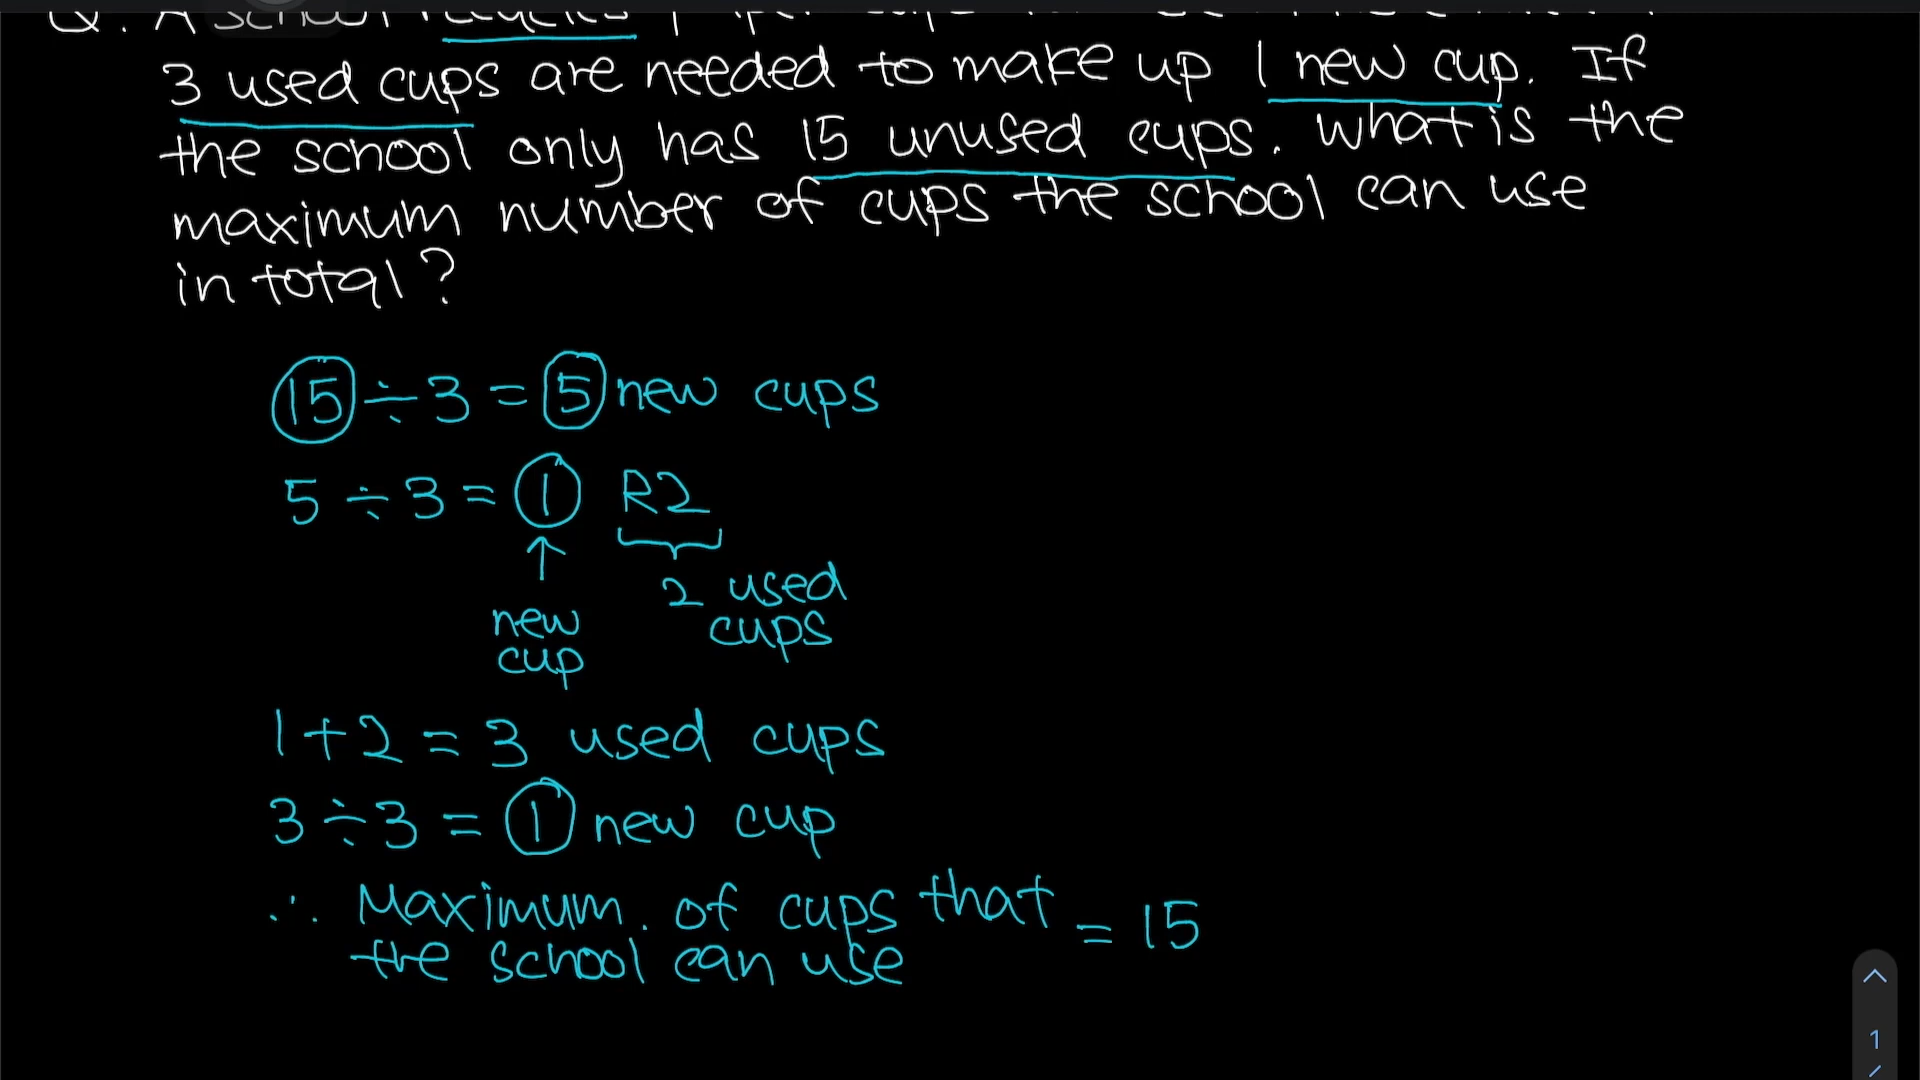 Q. A school recycles
3 used cups are needed to make up 1 new cup. If
the school only has 15 unused cups. What is the
maximum number of cups the school can use
in total?
15 ÷ 3 = 5 new cups
5 ÷ 3 = 1 R2
2 used
cups
new
cup
1 + 2 = 3 used cups
3 ÷ 3 = 1 new cup
∴ Maximum. of cups that
the school can use = 15
1